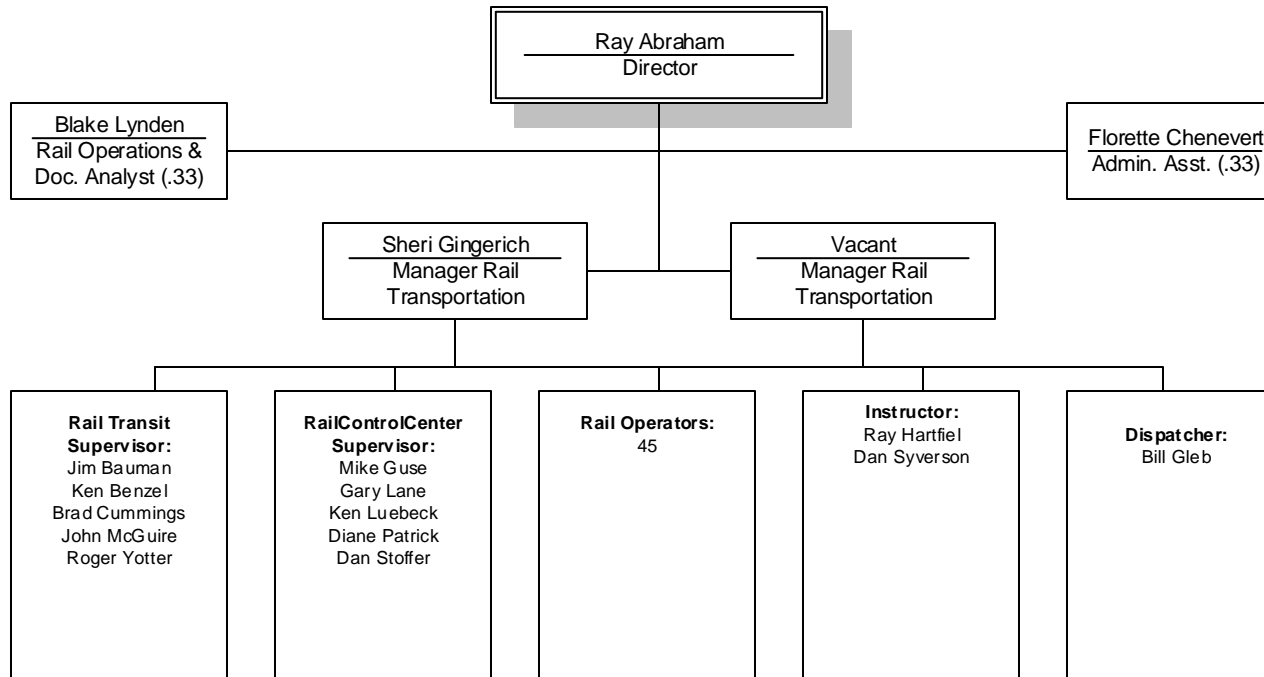 Ray Abraham
Director
Blake Lynden
Rail Operations &
Doc. Analyst (.33)
Florette Chenevert
Admin. Asst. (.33)
Sheri Gingerich
Manager Rail
Transportation
Vacant
Manager Rail
Transportation
Rail Transit
Supervisor:
Jim Bauman
Ken Benzel
Brad Cummings
John McGuire
Roger Yotter
RailControlCenter
Supervisor:
Mike Guse
Gary Lane
Ken Luebeck
Diane Patrick
Dan Stoffer
Rail Operators:
45
Instructor:
Ray Hartfiel
Dan Syverson
Dispatcher:
Bill Gleb